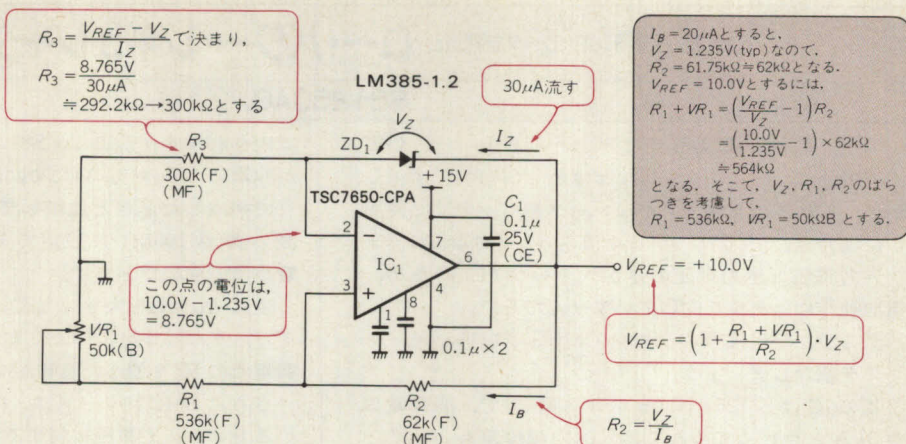 R3 = (VREF − VZ)/IZ で決まり,
R3 = 8.765V/30μA
≒292.2kΩ→300kΩとする
LM385-1.2
30μA流す
IB = 20μAとすると,
VZ = 1.235V(typ)なので,
R2 = 61.75kΩ≒62kΩとなる.
VREF = 10.0Vとするには,
R1 + VR1 = (VREF/VZ − 1)R2
= (10.0V/1.235V − 1) × 62kΩ
≒564kΩ
となる. そこで, VZ, R1, R2のばら
つきを考慮して,
R1 = 536kΩ, VR1 = 50kΩBとする.
R3
300k(F)
(MF)
VZ
ZD1
IZ
+15V
TSC7650-CPA
C1
0.1μ
25V
(CE)
2
−
7
IC1
6
3
+
4
8
1
0.1μ×2
この点の電位は,
10.0V − 1.235V
= 8.765V
VREF = +10.0V
VREF = (1 + (R1 + VR1)/R2)・VZ
VR1
50k(B)
R1
536k(F)
(MF)
R2
62k(F)
(MF)
IB
R2 = VZ/IB